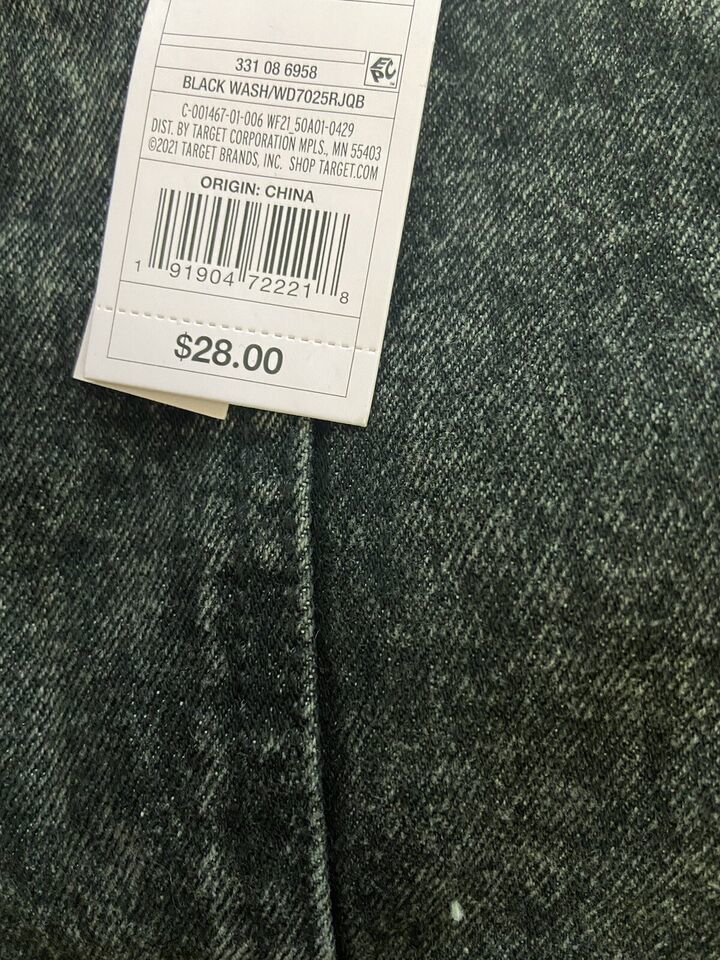 331 08 6958
EPC
BLACK WASH/WD7025RJQB
C-001467-01-006 WF21_50A01-0429
DIST. BY TARGET CORPORATION MPLS., MN 55403
©2021 TARGET BRANDS, INC. SHOP TARGET.COM
ORIGIN: CHINA
1 91904 72221 8
$28.00